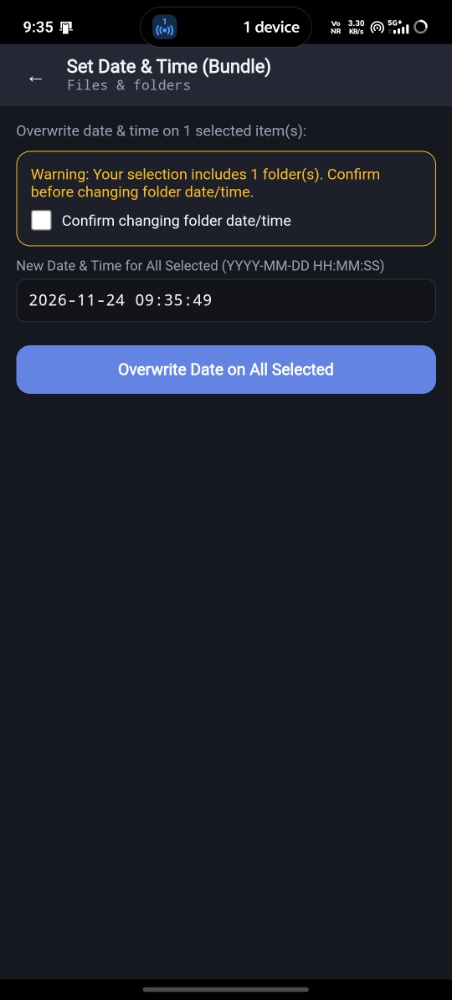 9:35
1
1 device
Vo
NR
3.30
KB/s
5G+
←
Set Date & Time (Bundle)
Files & folders
Overwrite date & time on 1 selected item(s):
Warning: Your selection includes 1 folder(s). Confirm
before changing folder date/time.
Confirm changing folder date/time
New Date & Time for All Selected (YYYY-MM-DD HH:MM:SS)
2026-11-24 09:35:49
Overwrite Date on All Selected